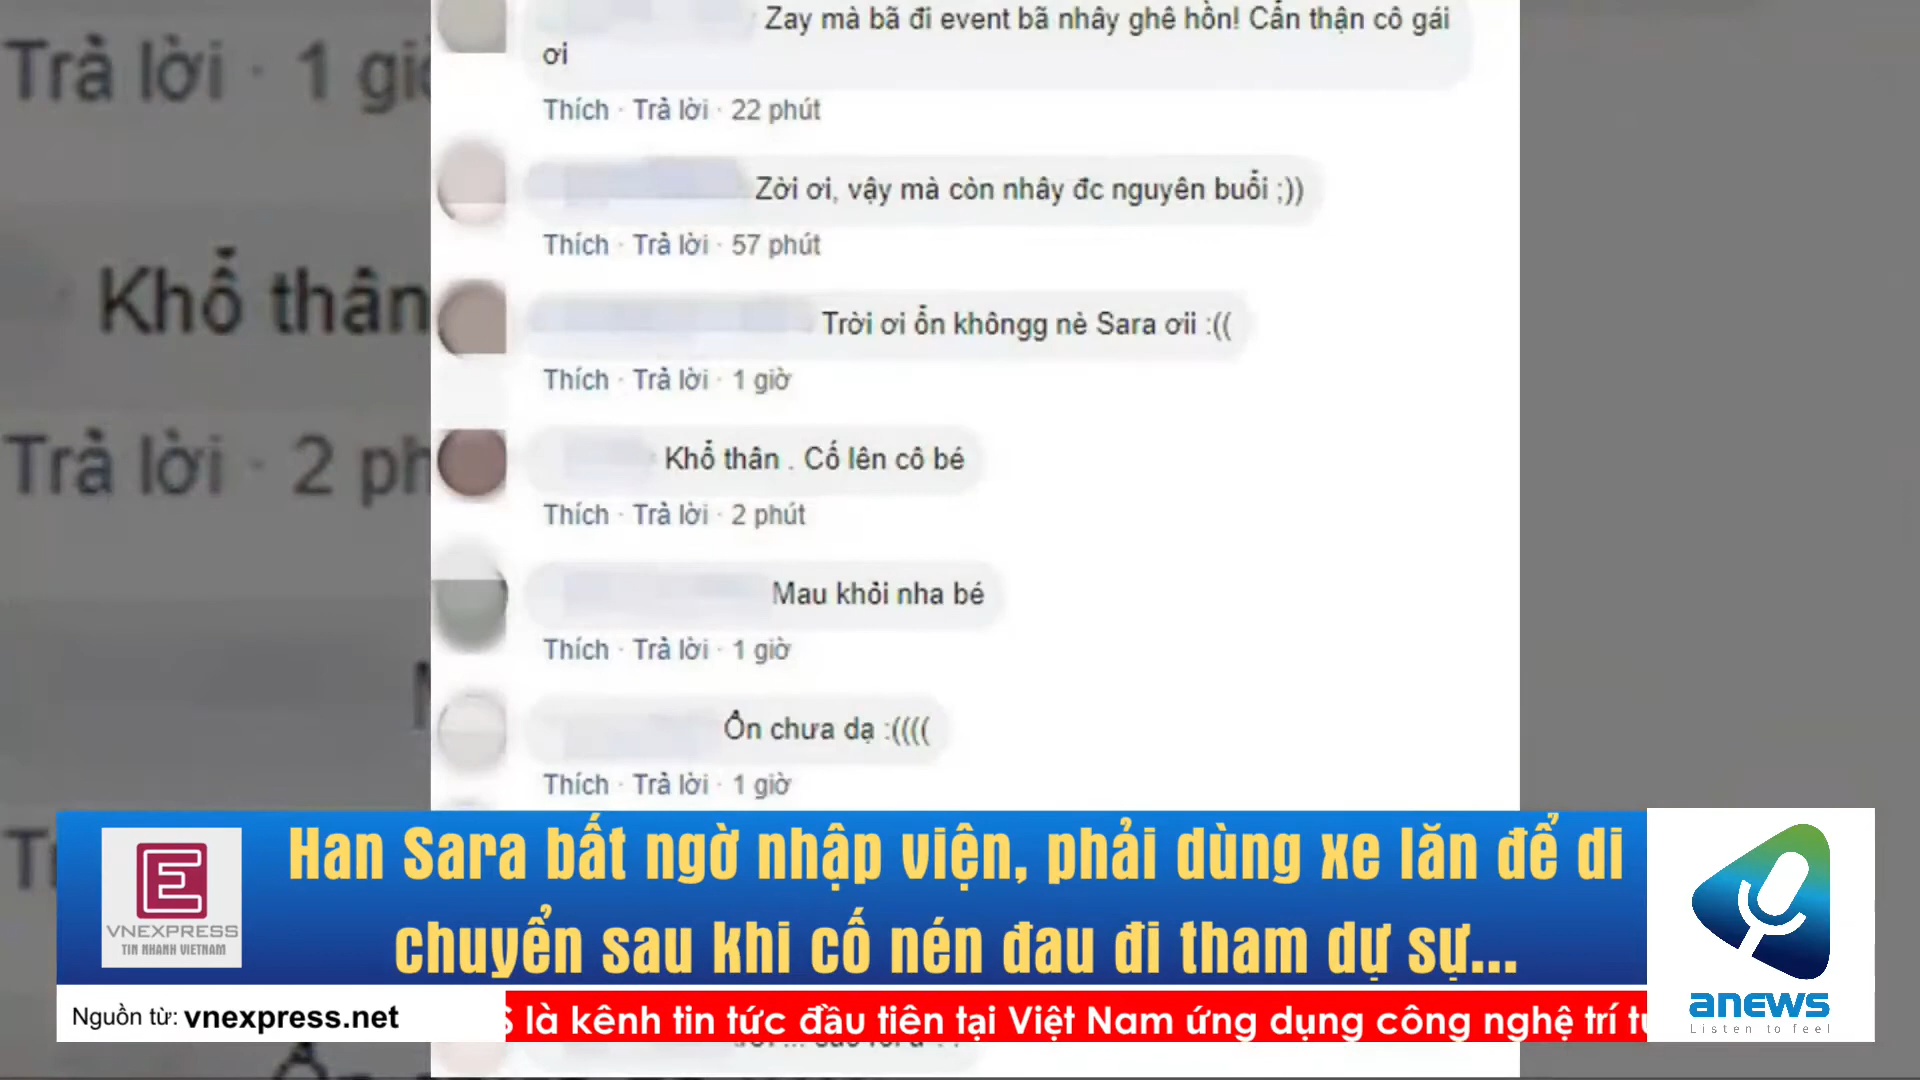 Zay mà bã đi event bã nhây ghê hồn! Cẩn thận cô gái
ơi
Thích · Trả lời · 22 phút
Zời ơi, vậy mà còn nhây đc nguyên buổi ;))
Thích · Trả lời · 57 phút
Trời ơi ổn khôngg nè Sara ơii :((
Thích · Trả lời · 1 giờ
Khổ thân . Cố lên cô bé
Thích · Trả lời · 2 phút
Mau khỏi nha bé
Thích · Trả lời · 1 giờ
Ổn chưa dạ :((((
Thích · Trả lời · 1 giờ
Trả lời · 1 giờ
Khổ thân
Trả lời · 2
Han Sara bất ngờ nhập viện, phải dùng xe lăn để di
chuyển sau khi cố nén đau đi tham dự sự...
E
VNEXPRESS
TIN NHANH VIETNAM
Nguồn từ: vnexpress.net
là kênh tin tức đầu tiên tại Việt Nam ứng dụng công nghệ trí
anews
Listen to feel